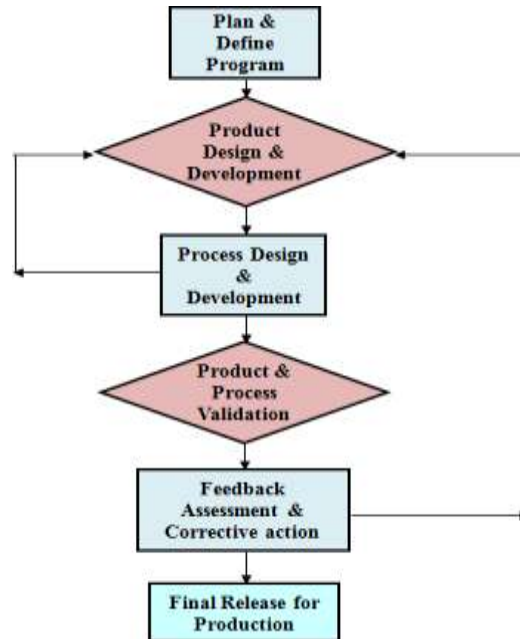 Plan &
Define
Program
Product
Design &
Development
Process Design
&
Development
Product &
Process
Validation
Feedback
Assessment &
Corrective action
Final Release for
Production